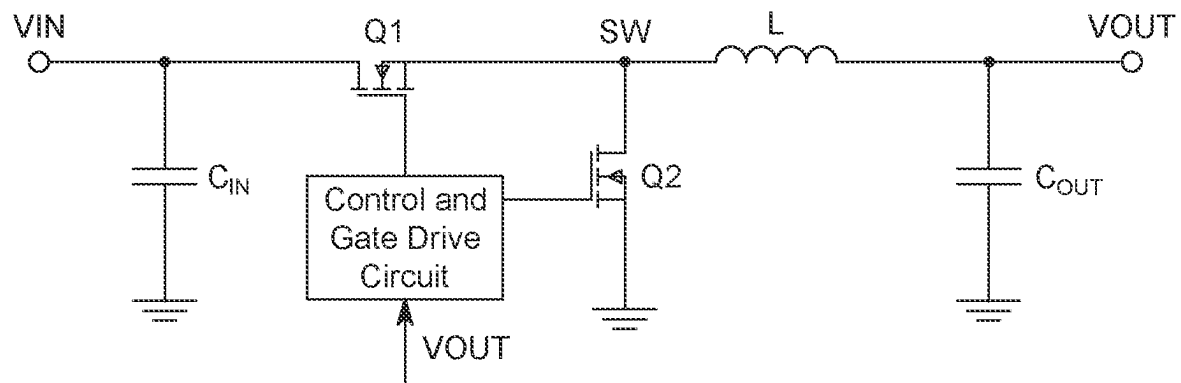 VIN
Q1
SW
L
VOUT
C_IN
Control and
Gate Drive
Circuit
Q2
C_OUT
VOUT